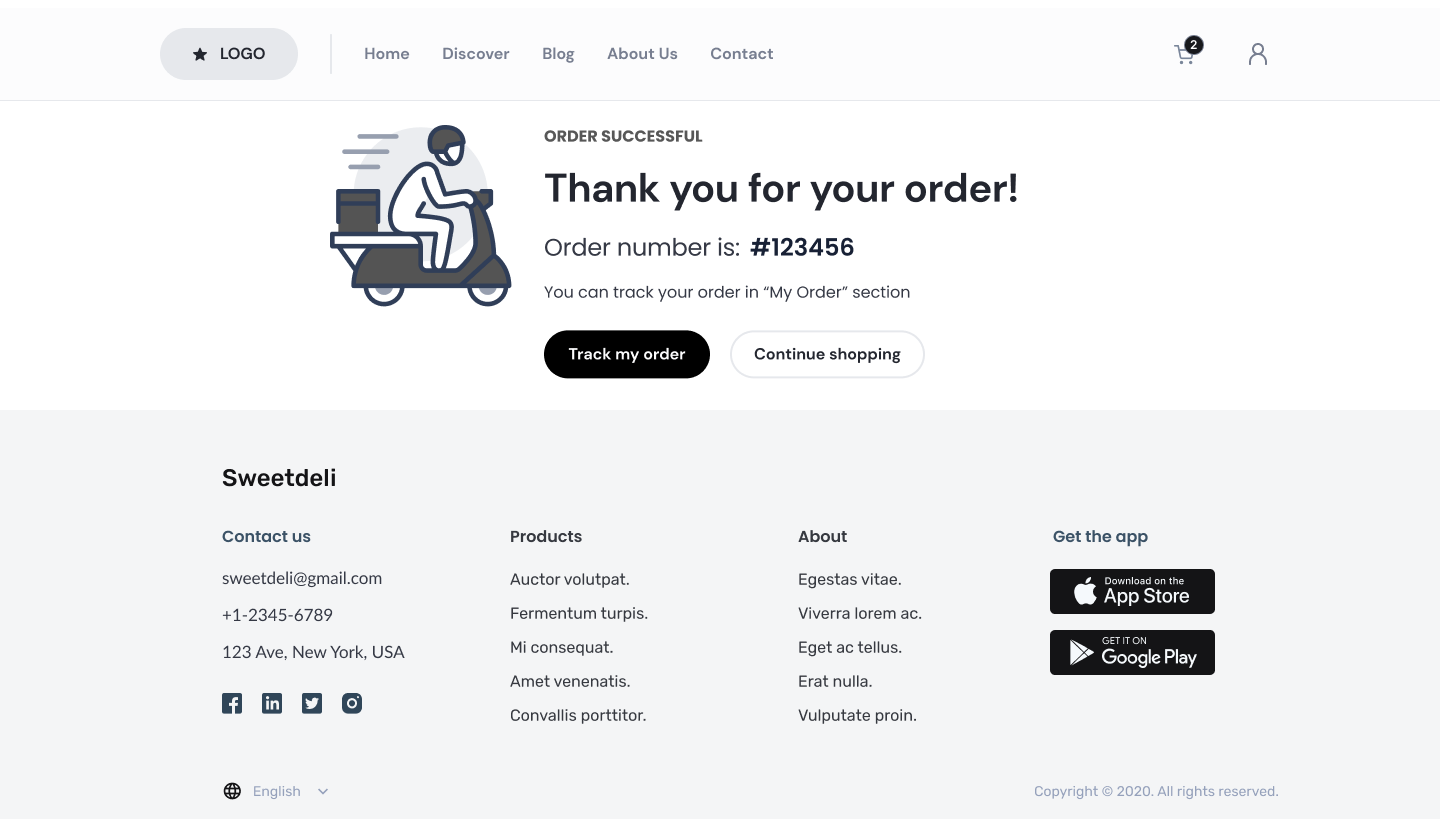 LOGO
Home Discover Blog About Us Contact
2
ORDER SUCCESSFUL
Thank you for your order!
Order number is: #123456
You can track your order in “My Order” section
Track my order
Continue shopping
Sweetdeli
Contact us
sweetdeli@gmail.com
+1-2345-6789
123 Ave, New York, USA
Products
Auctor volutpat.
Fermentum turpis.
Mi consequat.
Amet venenatis.
Convallis porttitor.
About
Egestas vitae.
Viverra lorem ac.
Eget ac tellus.
Erat nulla.
Vulputate proin.
Get the app
Download on the
App Store
GET IT ON
Google Play
English
Copyright © 2020. All rights reserved.